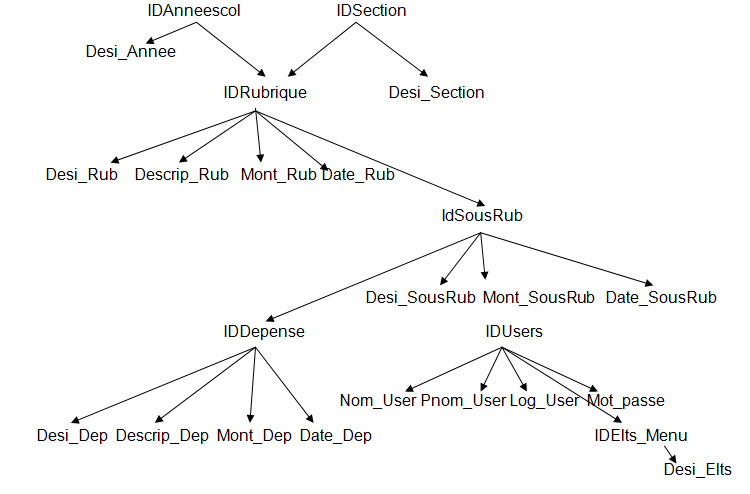 IDAnneescol IDSection
Desi_Annee
IDRubrique Desi_Section
Desi_Rub Descrip_Rub Mont_Rub Date_Rub
IdSousRub
Desi_SousRub Mont_SousRub Date_SousRub
IDDepense IDUsers
Nom_User Pnom_User Log_User Mot_passe
Desi_Dep Descrip_Dep Mont_Dep Date_Dep IDElts_Menu
Desi_Elts